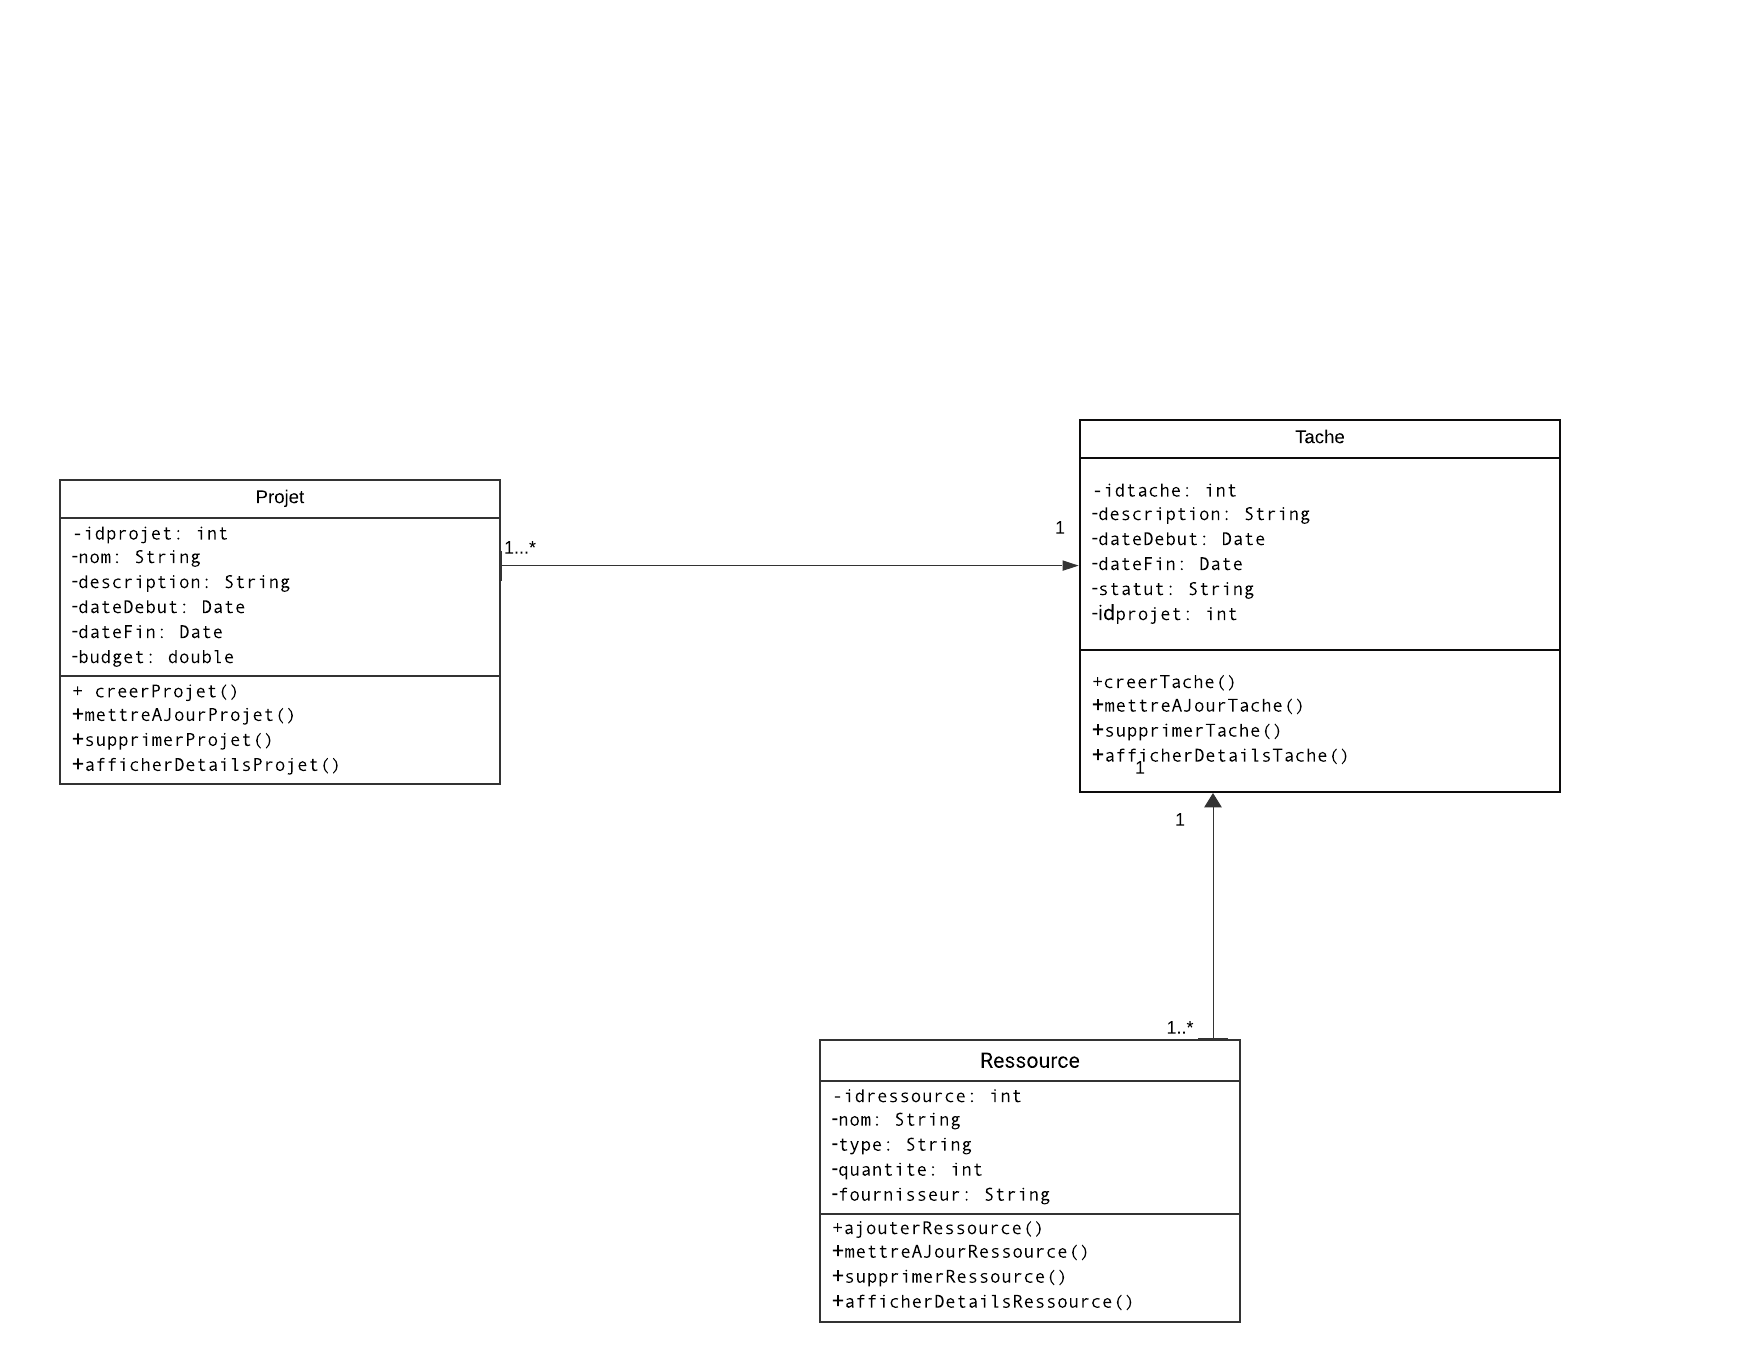 Projet
-idprojet: int
-nom: String
-description: String
-dateDebut: Date
-dateFin: Date
-budget: double
+ creerProjet()
+mettreAJourProjet()
+supprimerProjet()
+afficherDetailsProjet()
1...*
1
Tache
-idtache: int
-description: String
-dateDebut: Date
-dateFin: Date
-statut: String
-idprojet: int
+creerTache()
+mettreAJourTache()
+supprimerTache()
+afficherDetailsTache()
1
1
1..*
Ressource
-idressource: int
-nom: String
-type: String
-quantite: int
-fournisseur: String
+ajouterRessource()
+mettreAJourRessource()
+supprimerRessource()
+afficherDetailsRessource()